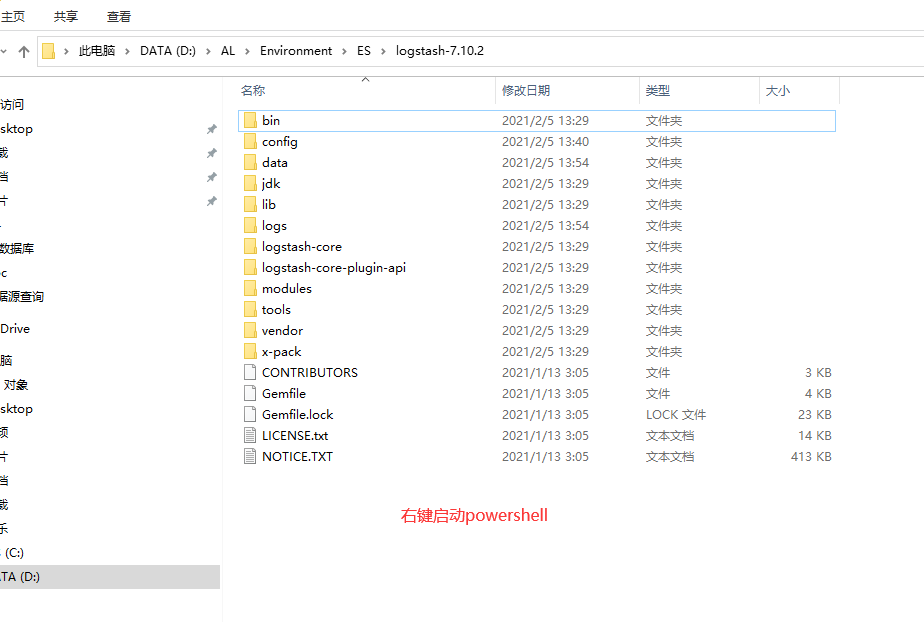 主页 共享 查看
此电脑 DATA (D:) AL Environment ES logstash-7.10.2
名称 修改日期 类型 大小
访问
sktop
载
档
片
数据库
c
据源查询
Drive
脑
对象
sktop
频
片
档
载
乐
(C:)
TA (D:)
bin 2021/2/5 13:29 文件夹
config 2021/2/5 13:40 文件夹
data 2021/2/5 13:54 文件夹
jdk 2021/2/5 13:29 文件夹
lib 2021/2/5 13:29 文件夹
logs 2021/2/5 13:54 文件夹
logstash-core 2021/2/5 13:29 文件夹
logstash-core-plugin-api 2021/2/5 13:29 文件夹
modules 2021/2/5 13:29 文件夹
tools 2021/2/5 13:29 文件夹
vendor 2021/2/5 13:29 文件夹
x-pack 2021/2/5 13:29 文件夹
CONTRIBUTORS 2021/1/13 3:05 文件 3 KB
Gemfile 2021/1/13 3:05 文件 4 KB
Gemfile.lock 2021/1/13 3:05 LOCK 文件 23 KB
LICENSE.txt 2021/1/13 3:05 文本文档 14 KB
NOTICE.TXT 2021/1/13 3:05 文本文档 413 KB
右键启动powershell